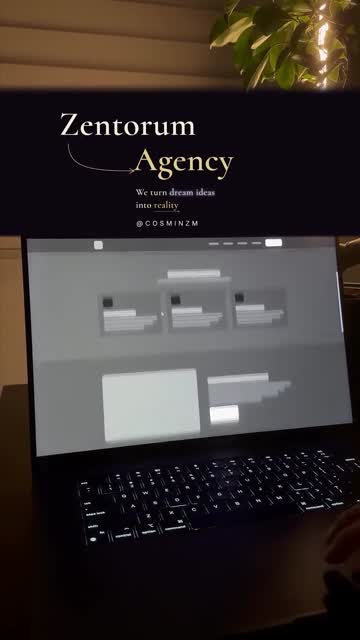 Zentorum
Agency
We turn dream ideas
into reality
@COSMINZM